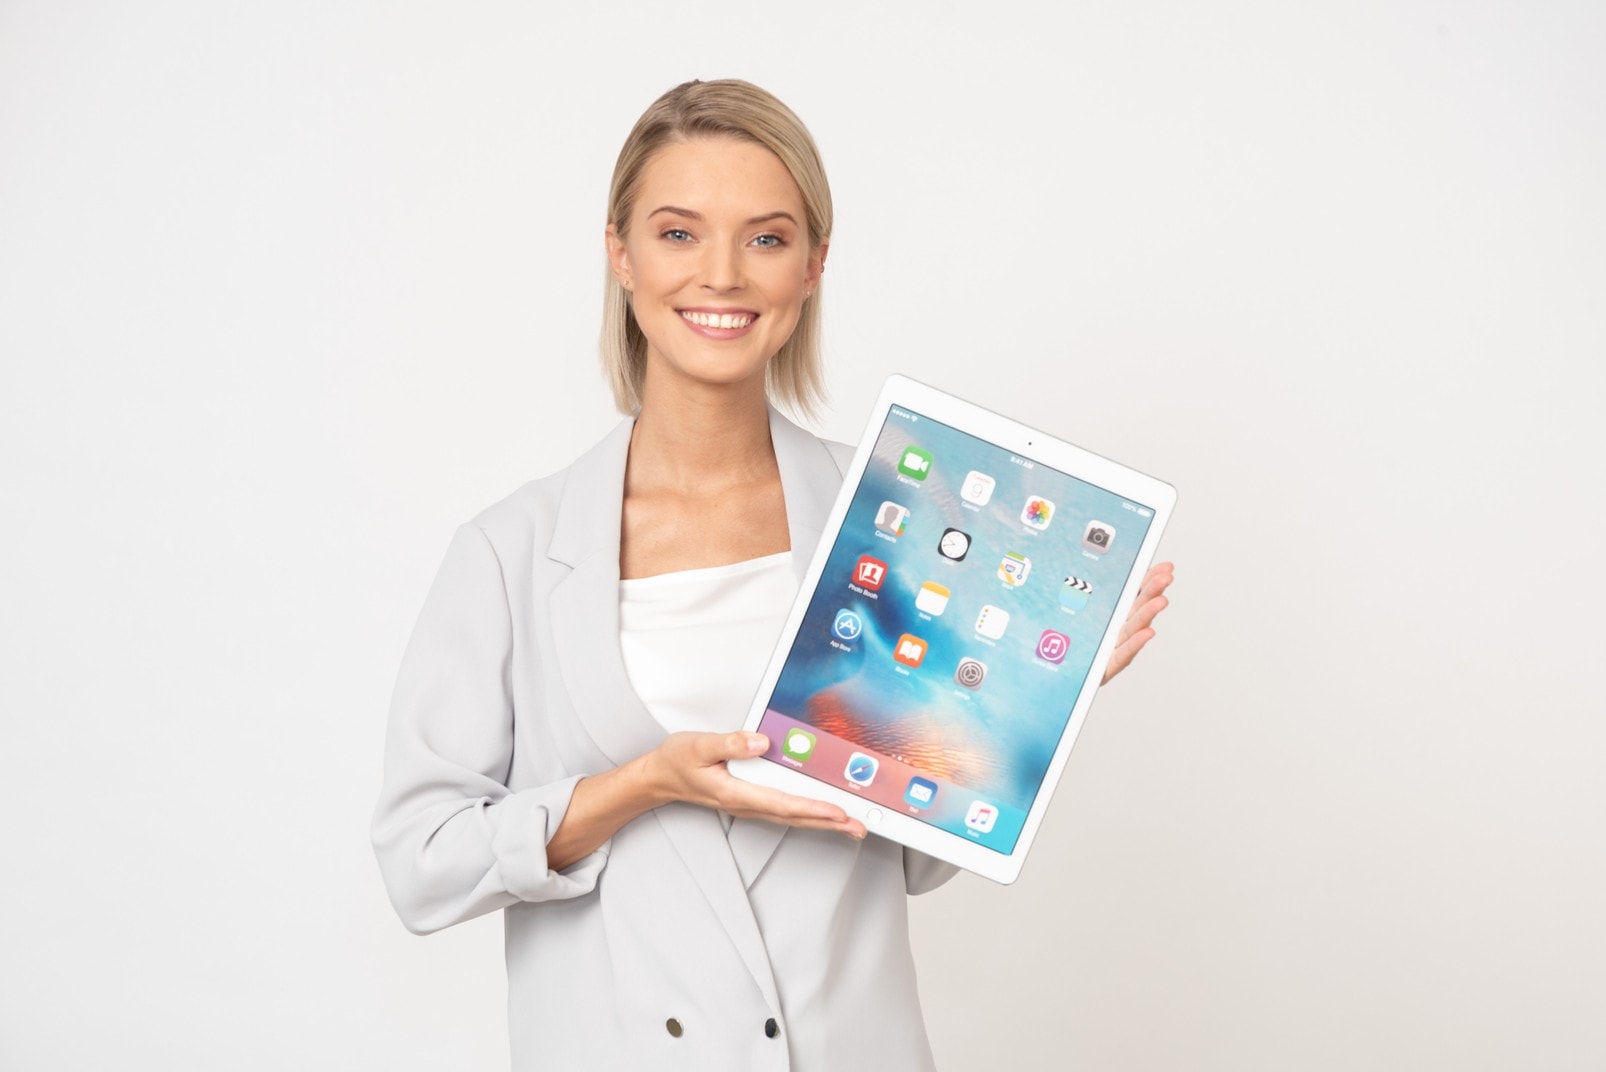 9:41 AM
100%
FaceTime
Calendar
Photos
Camera
Contacts
Clock
Maps
Videos
Photo Booth
Notes
Reminders
iTunes Store
App Store
iBooks
Settings
Messages
Safari
Mail
Music